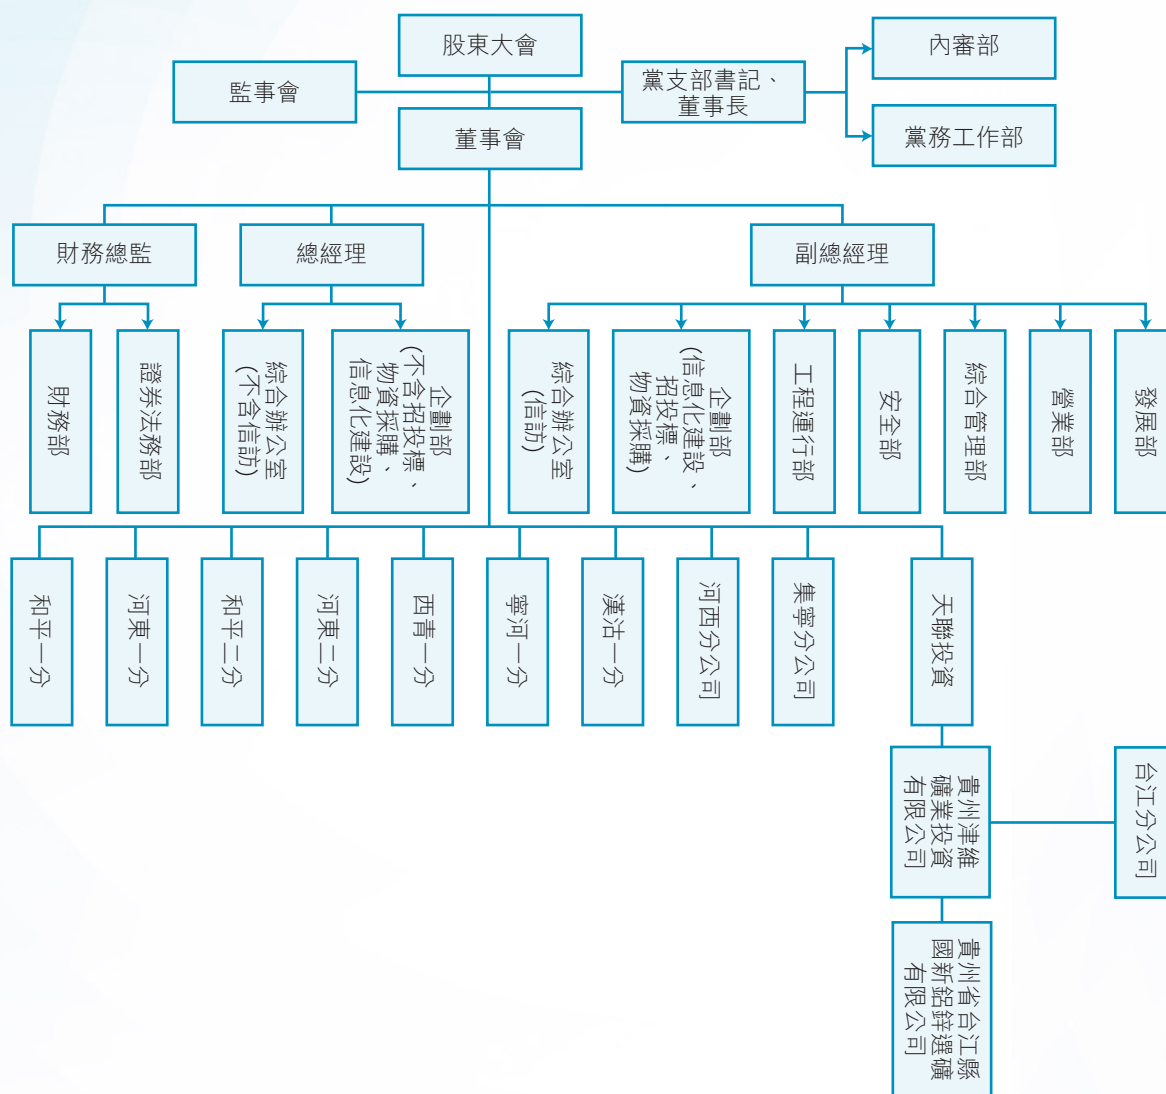 股東大會
內審部
監事會
黨支部書記、
董事長
董事會
黨務工作部
財務總監
總經理
副總經理
財務部
證券法務部
綜合辦公室
(不含信訪)
企劃部
(不含招投標、
物資採購、
信息化建設)
綜合辦公室
(信訪)
企劃部
(信息化建設、
招投標、
物資採購)
工程運行部
安全部
綜合管理部
營業部
發展部
和平一分
河東一分
和平二分
河東二分
西青一分
寧河一分
漢沽一分
河西分公司
集寧分公司
天聯投資
貴州津維
礦業投資
有限公司
台江分公司
貴州省台江縣
國新鋁鋅選礦
有限公司